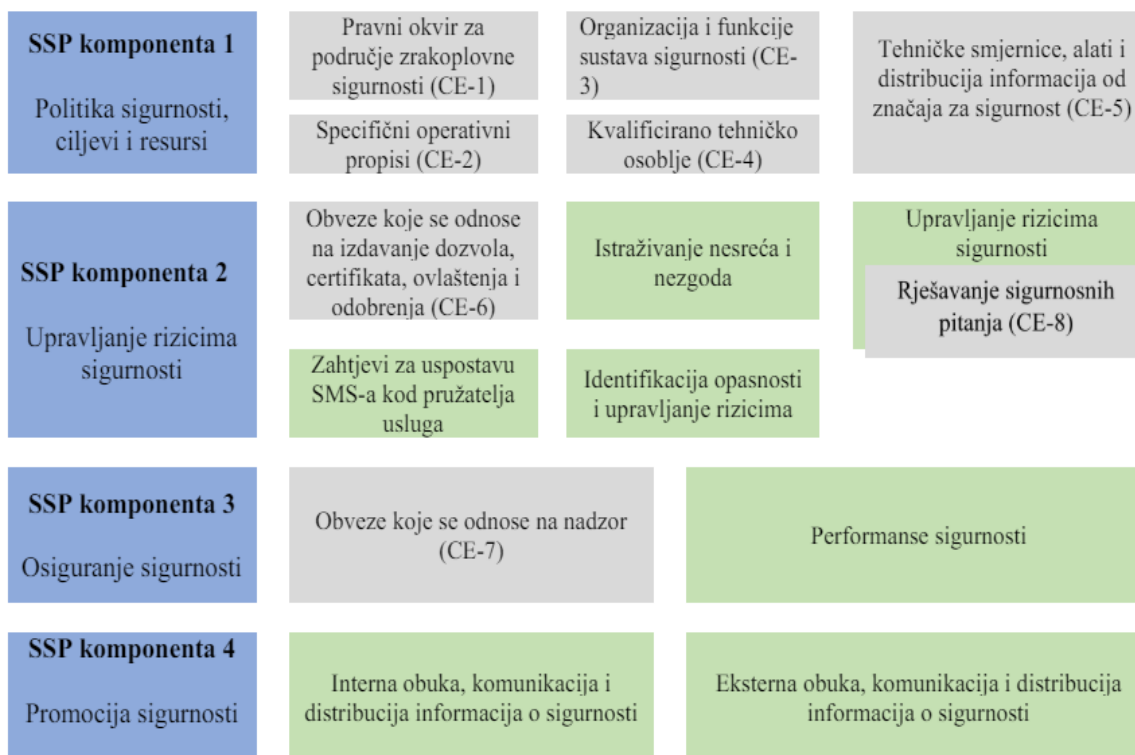 SSP komponenta 1
Politika sigurnosti,
ciljevi i resursi
Pravni okvir za
područje zrakoplovne
sigurnosti (CE-1)
Organizacija i funkcije
sustava sigurnosti (CE-
3)
Tehničke smjernice, alati i
distribucija informacija od
značaja za sigurnost (CE-5)
Specifični operativni
propisi (CE-2)
Kvalificirano tehničko
osoblje (CE-4)
SSP komponenta 2
Upravljanje rizicima
sigurnosti
Obveze koje se odnose
na izdavanje dozvola,
certifikata, ovlaštenja i
odobrenja (CE-6)
Istraživanje nesreća i
nezgoda
Upravljanje rizicima
sigurnosti
Rješavanje sigurnosnih
pitanja (CE-8)
Zahtjevi za uspostavu
SMS-a kod pružatelja
usluga
Identifikacija opasnosti
i upravljanje rizicima
SSP komponenta 3
Osiguranje sigurnosti
Obveze koje se odnose na nadzor
(CE-7)
Performanse sigurnosti
SSP komponenta 4
Promocija sigurnosti
Interna obuka, komunikacija i
distribucija informacija o sigurnosti
Eksterna obuka, komunikacija i distribucija
informacija o sigurnosti